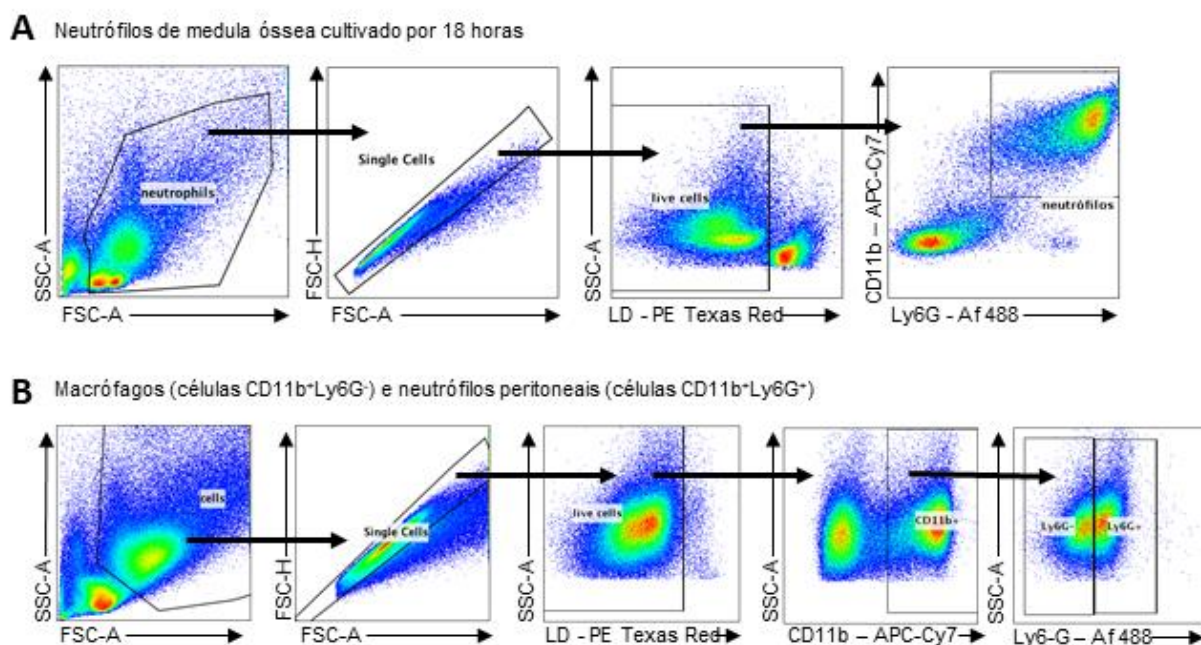 A Neutrófilos de medula óssea cultivado por 18 horas
SSC-A
neutrophils
FSC-A
FSC-H
Single Cells
FSC-A
SSC-A
live cells
LD - PE Texas Red
CD11b – APC-Cy7
neutrófilos
Ly6G - Af 488
B Macrófagos (células CD11b⁺Ly6G⁻) e neutrófilos peritoneais (células CD11b⁺Ly6G⁺)
SSC-A
cells
FSC-A
FSC-H
Single Cells
FSC-A
SSC-A
live cells
LD - PE Texas Red
SSC-A
CD11b+
CD11b – APC-Cy7
SSC-A
Ly6G-
Ly6G+
Ly6-G – Af 488